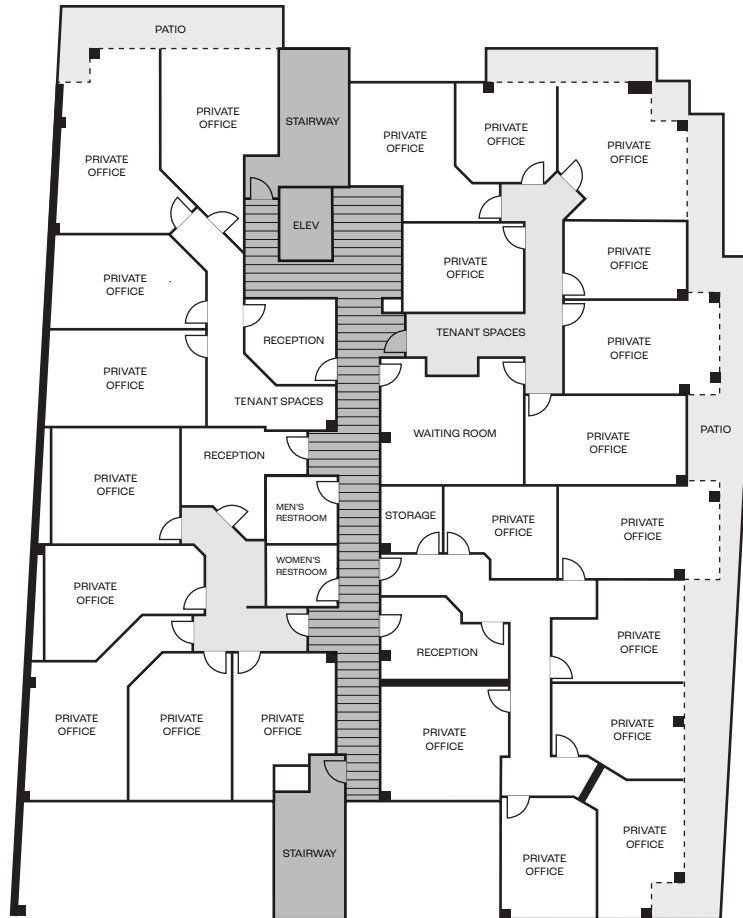 PATIO
PRIVATE
OFFICE
STAIRWAY
PRIVATE
OFFICE
PRIVATE
OFFICE
PRIVATE
OFFICE
PRIVATE
OFFICE
ELEV
PRIVATE
OFFICE
PRIVATE
OFFICE
PRIVATE
OFFICE
RECEPTION
TENANT SPACES
PRIVATE
OFFICE
PRIVATE
OFFICE
TENANT SPACES
PATIO
WAITING ROOM
PRIVATE
OFFICE
RECEPTION
PRIVATE
OFFICE
MEN'S
RESTROOM
STORAGE
PRIVATE
OFFICE
PRIVATE
OFFICE
WOMEN'S
RESTROOM
PRIVATE
OFFICE
RECEPTION
PRIVATE
OFFICE
PRIVATE
OFFICE
PRIVATE
OFFICE
PRIVATE
OFFICE
PRIVATE
OFFICE
PRIVATE
OFFICE
STAIRWAY
PRIVATE
OFFICE
PRIVATE
OFFICE